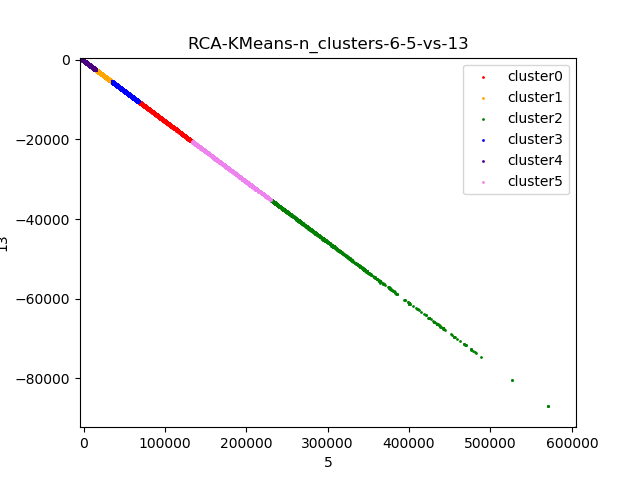 RCA-KMeans-n_clusters-6-5-vs-13
0
−20000
−40000
−60000
−80000
13
cluster0
cluster1
cluster2
cluster3
cluster4
cluster5
0
100000
200000
300000
400000
500000
600000
5